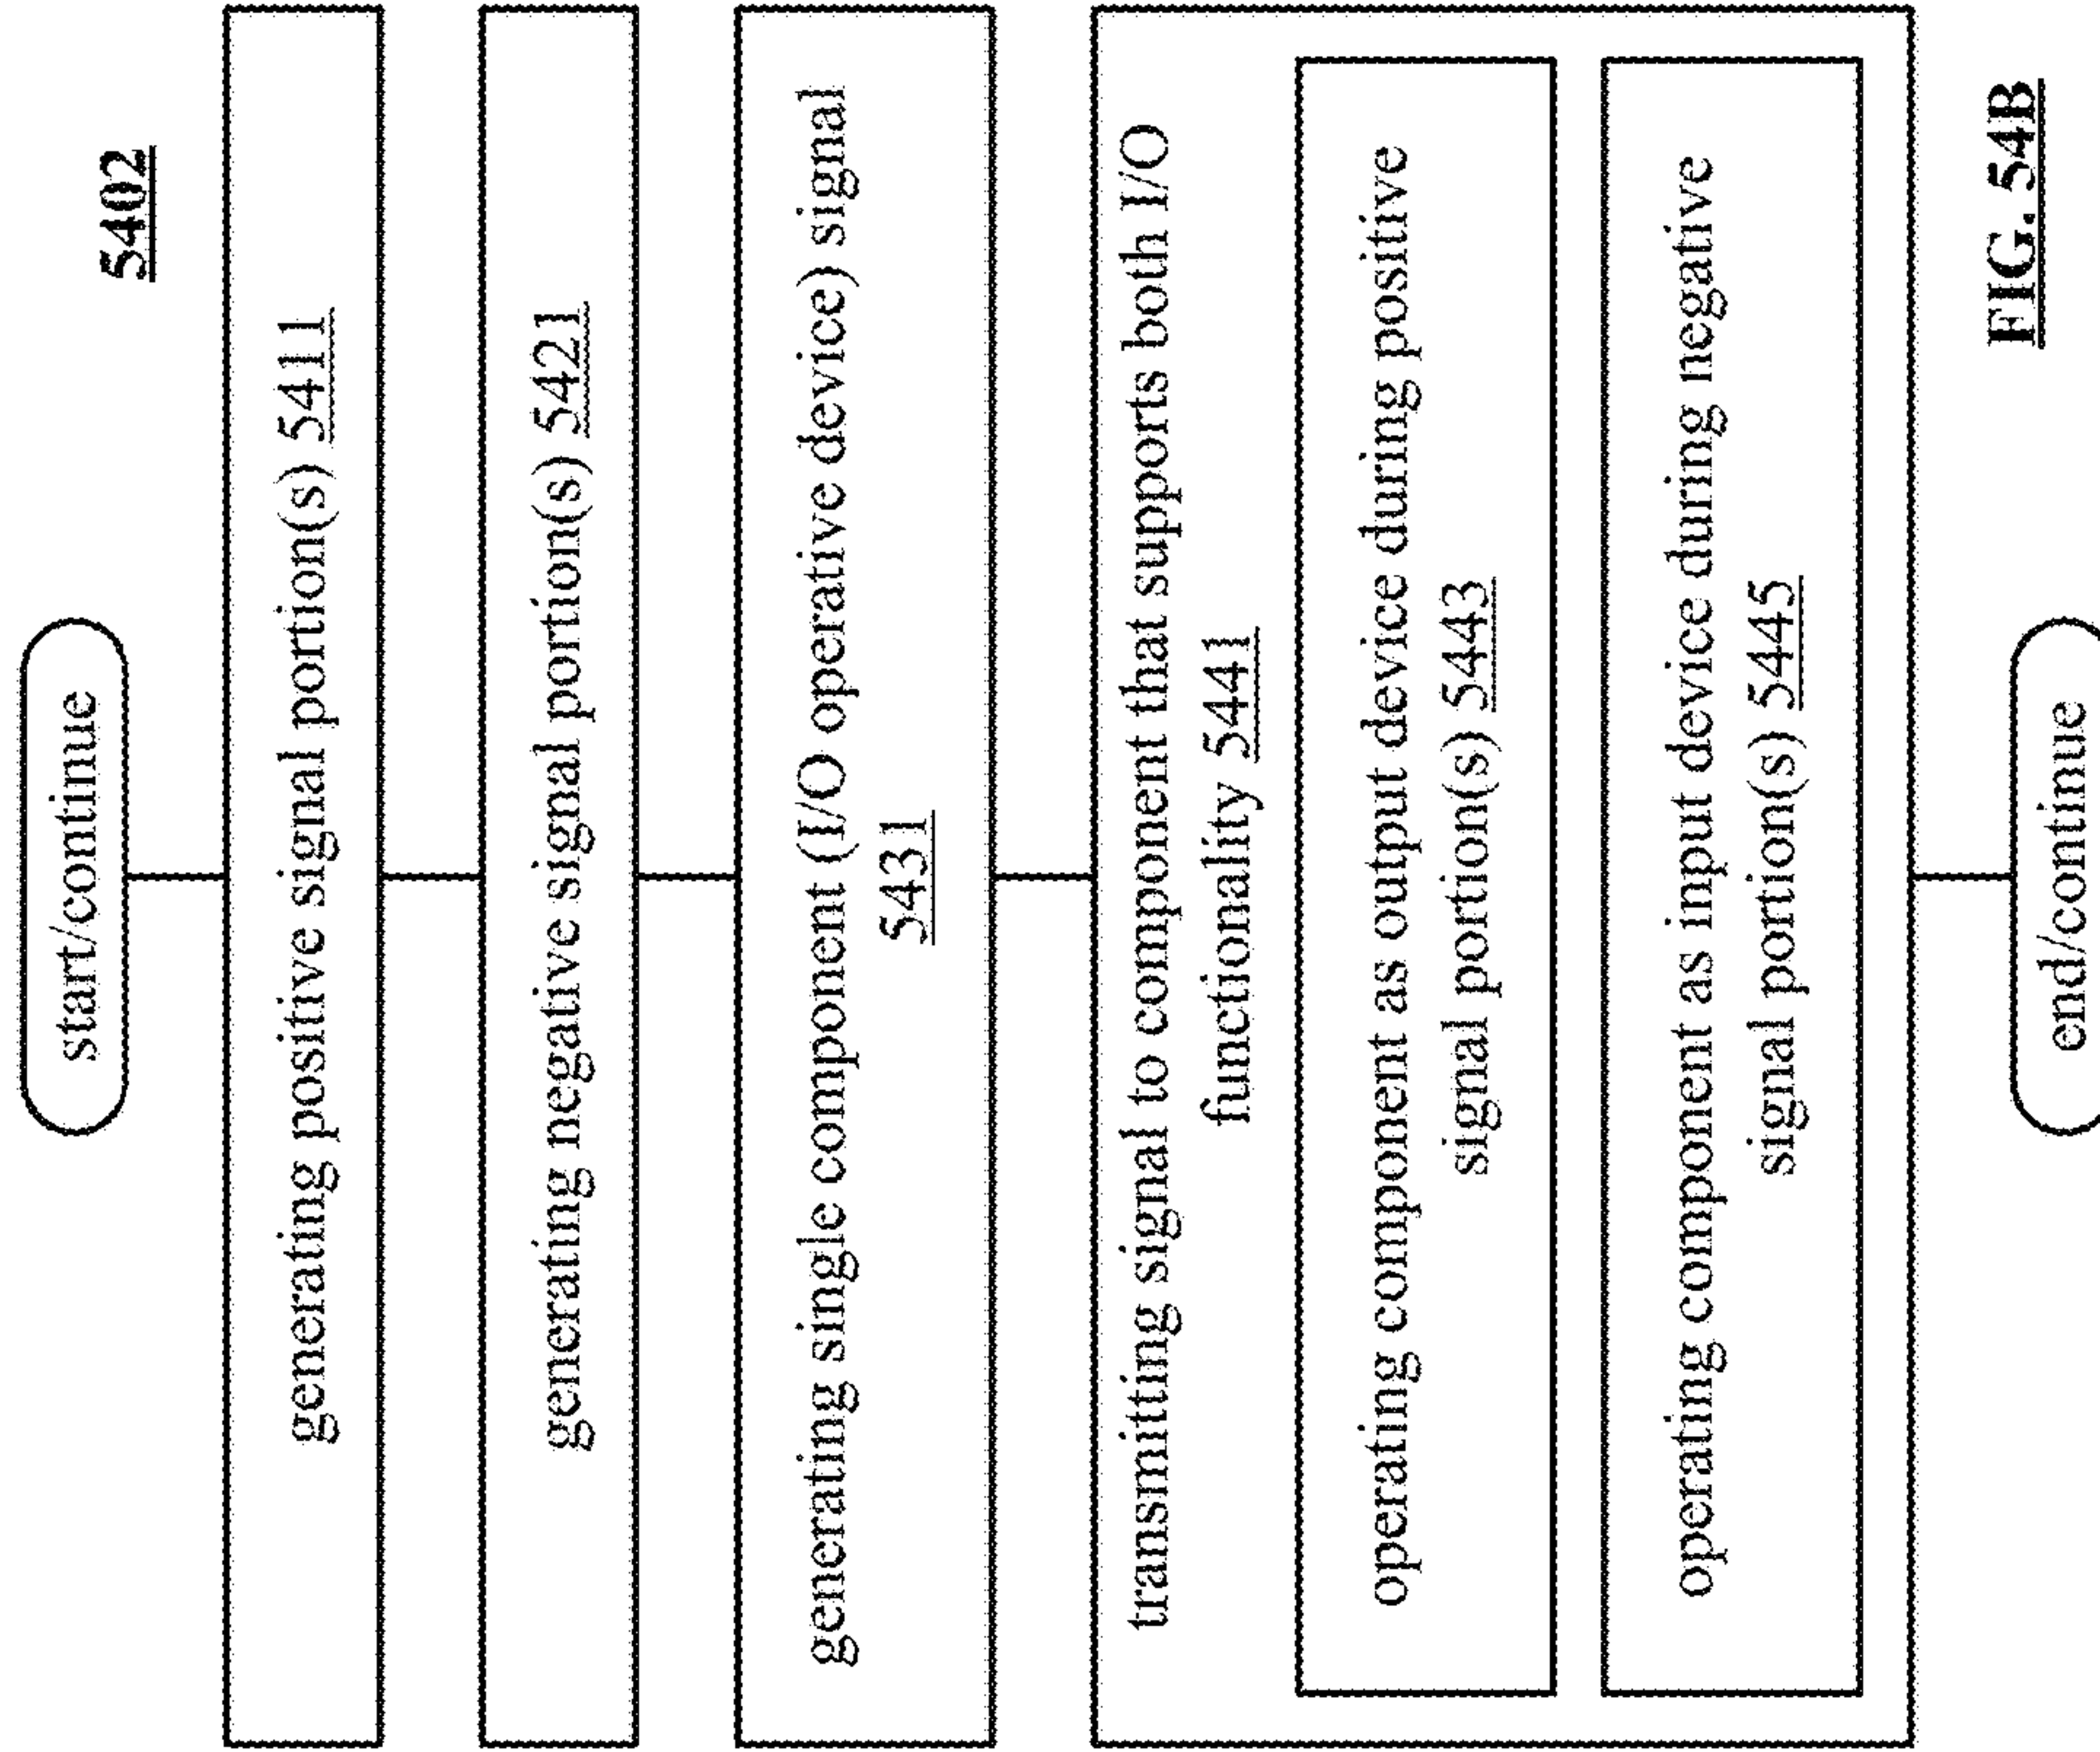 5402
start/continue
generating positive signal portion(s) 5411
generating negative signal portion(s) 5421
generating single component (I/O operative device) signal
5431
transmitting signal to component that supports both I/O
functionality 5441
operating component as output device during positive
signal portion(s) 5443
operating component as input device during negative
signal portion(s) 5445
end/continue
FIG. 54B